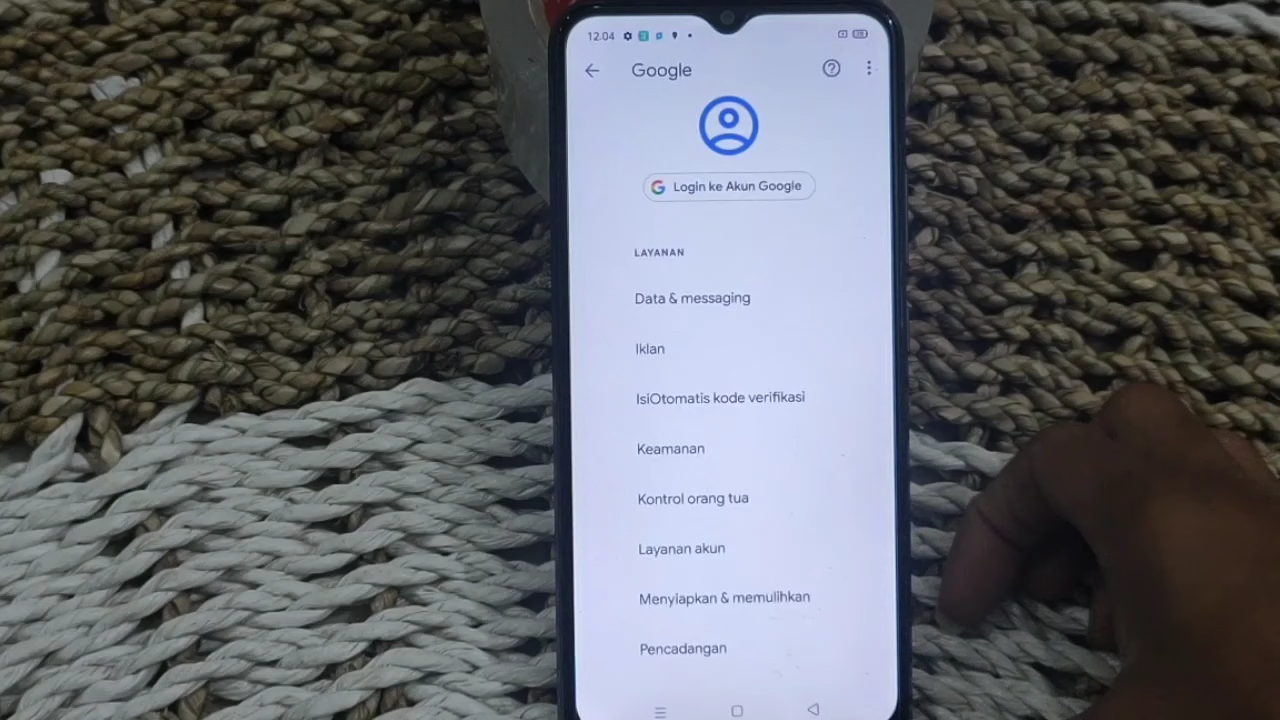 12.04
Google
Login ke Akun Google
LAYANAN
Data & messaging
Iklan
IsiOtomatis kode verifikasi
Keamanan
Kontrol orang tua
Layanan akun
Menyiapkan & memulihkan
Pencadangan